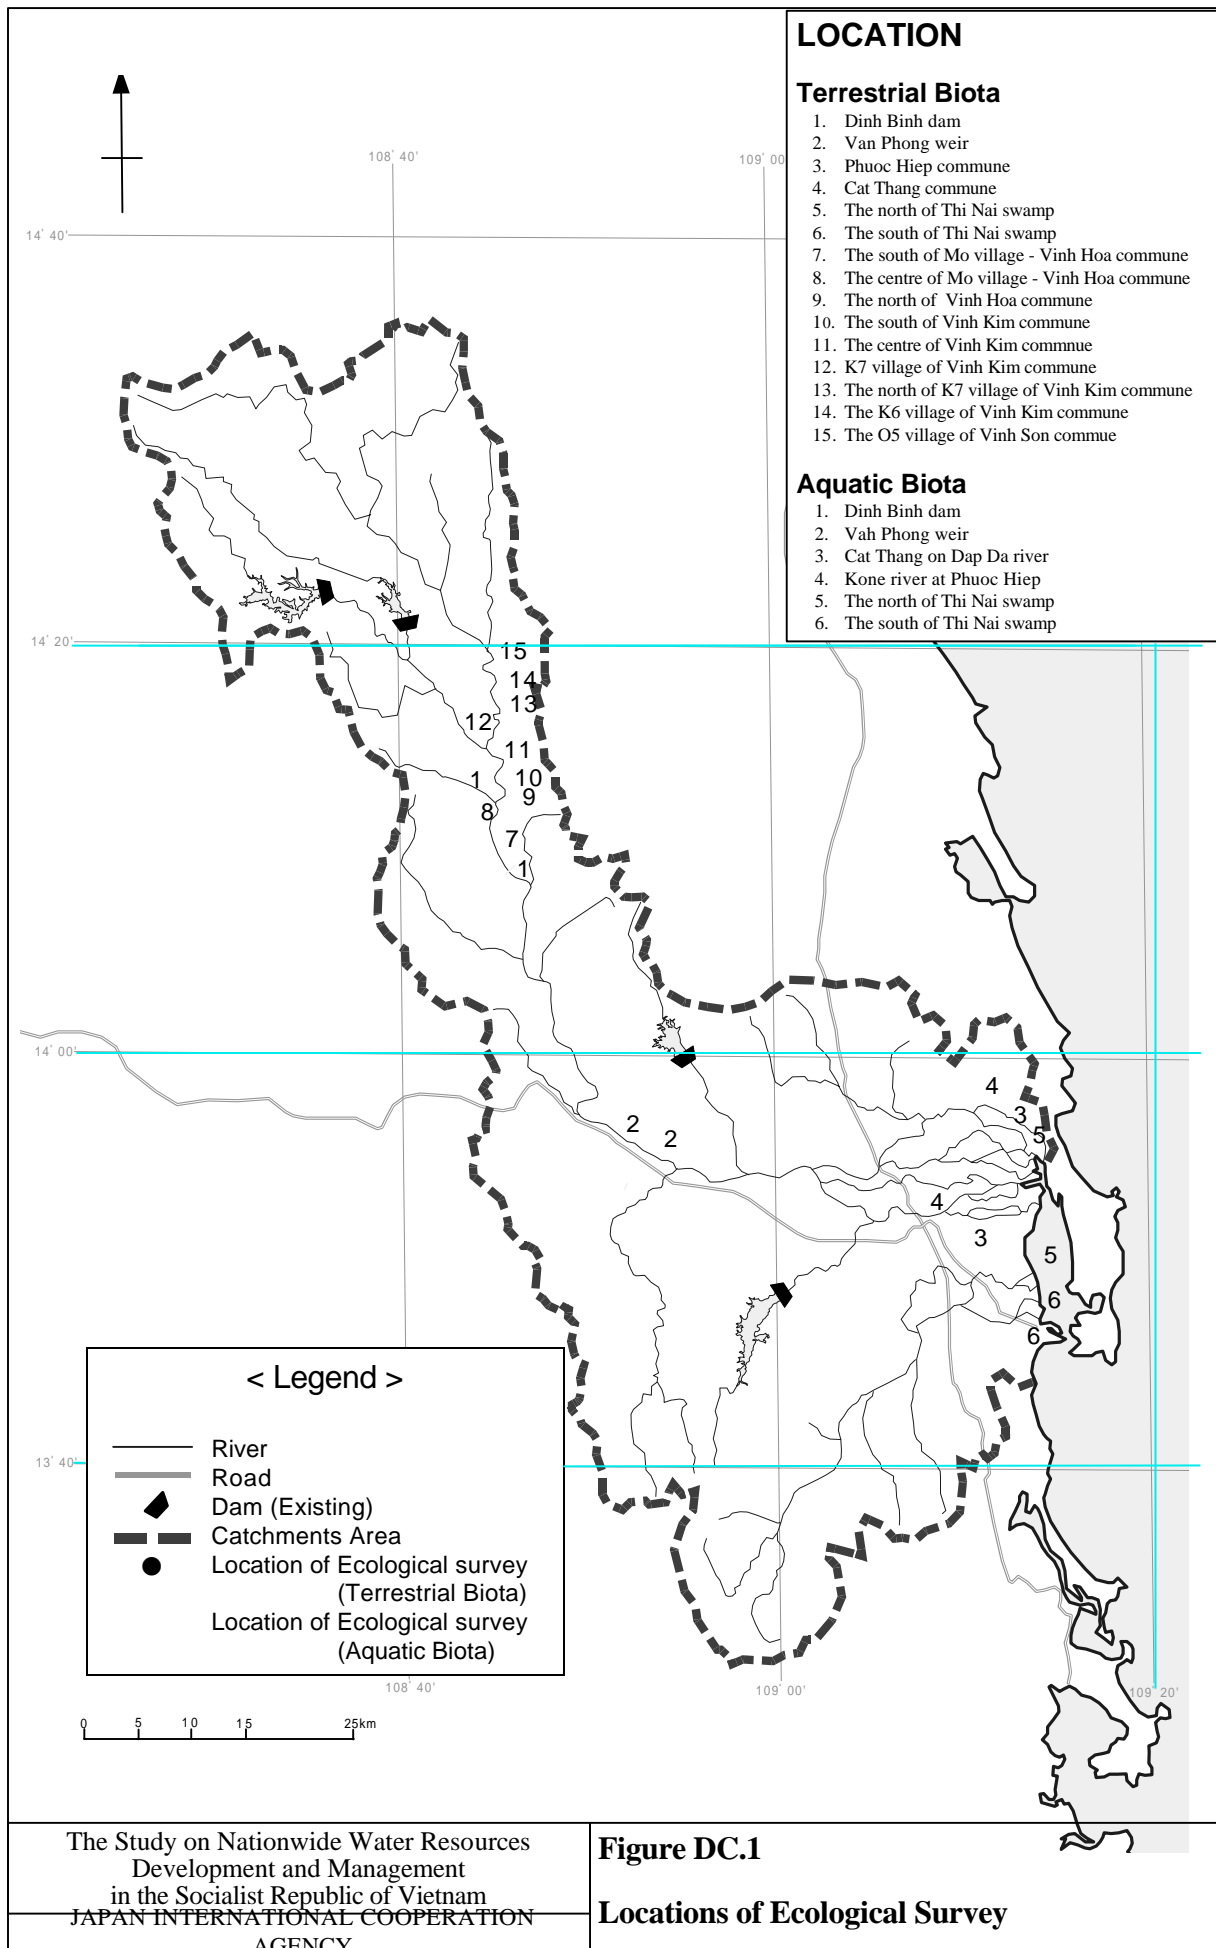 LOCATION
Terrestrial Biota
1. Dinh Binh dam
2. Van Phong weir
3. Phuoc Hiep commune
4. Cat Thang commune
5. The north of Thi Nai swamp
6. The south of Thi Nai swamp
7. The south of Mo village - Vinh Hoa commune
8. The centre of Mo village - Vinh Hoa commune
9. The north of Vinh Hoa commune
10. The south of Vinh Kim commune
11. The centre of Vinh Kim commnue
12. K7 village of Vinh Kim commune
13. The north of K7 village of Vinh Kim commune
14. The K6 village of Vinh Kim commune
15. The O5 village of Vinh Son commue
Aquatic Biota
1. Dinh Binh dam
2. Vah Phong weir
3. Cat Thang on Dap Da river
4. Kone river at Phuoc Hiep
5. The north of Thi Nai swamp
6. The south of Thi Nai swamp
108° 40'
109° 00'
14° 40'
14° 20'
15
14
13
12
11
1
10
9
8
7
1
14° 00'
4
3
5
2
2
4
3
5
6
6
13° 40'
< Legend >
River
Road
Dam (Existing)
Catchments Area
Location of Ecological survey
(Terrestrial Biota)
Location of Ecological survey
(Aquatic Biota)
108° 40'
109° 00'
109° 20'
0 5 10 15 25km
The Study on Nationwide Water Resources
Development and Management
in the Socialist Republic of Vietnam
JAPAN INTERNATIONAL COOPERATION
AGENCY
Figure DC.1
Locations of Ecological Survey